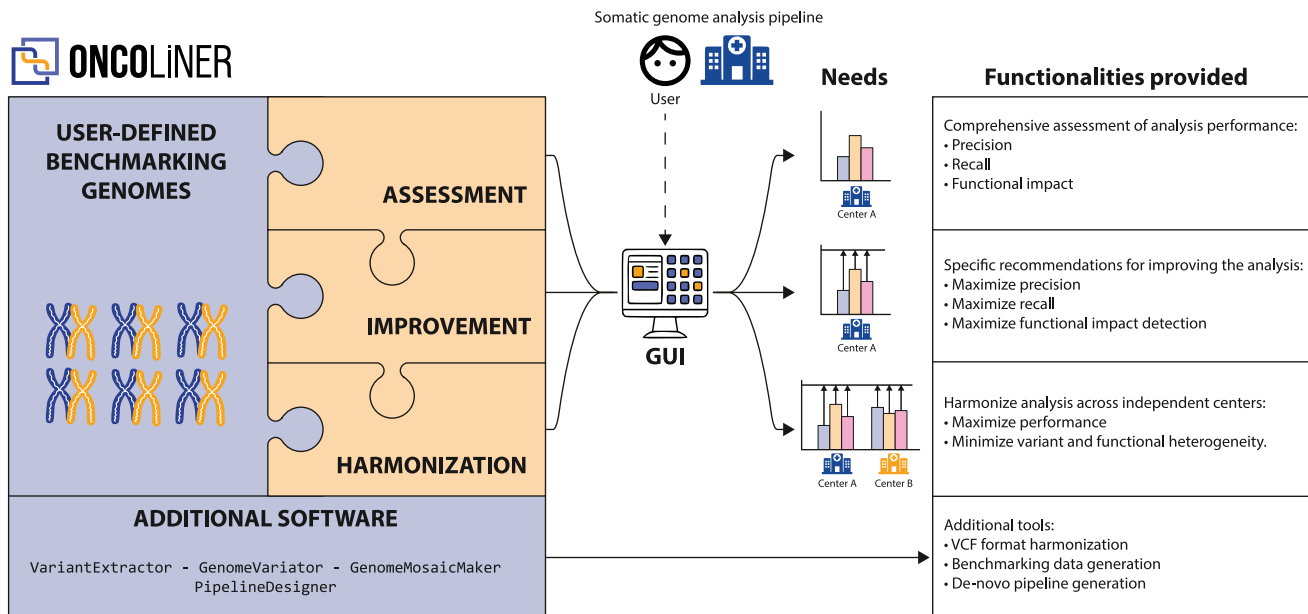 ONCOLiNER
Somatic genome analysis pipeline
User
Needs
Functionalities provided
USER-DEFINED
BENCHMARKING
GENOMES
ASSESSMENT
IMPROVEMENT
HARMONIZATION
GUI
Center A
Center A
Center A
Center B
Comprehensive assessment of analysis performance:
• Precision
• Recall
• Functional impact
Specific recommendations for improving the analysis:
• Maximize precision
• Maximize recall
• Maximize functional impact detection
Harmonize analysis across independent centers:
• Maximize performance
• Minimize variant and functional heterogeneity.
ADDITIONAL SOFTWARE
VariantExtractor - GenomeVariator - GenomeMosaicMaker
PipelineDesigner
Additional tools:
• VCF format harmonization
• Benchmarking data generation
• De-novo pipeline generation